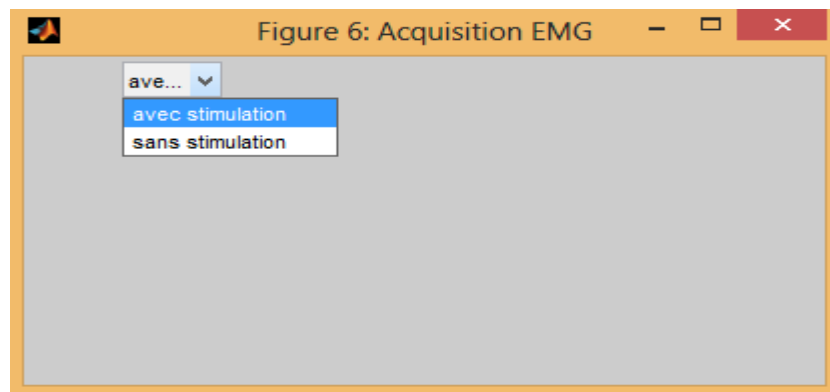 Figure 6: Acquisition EMG
ave...
avec stimulation
sans stimulation